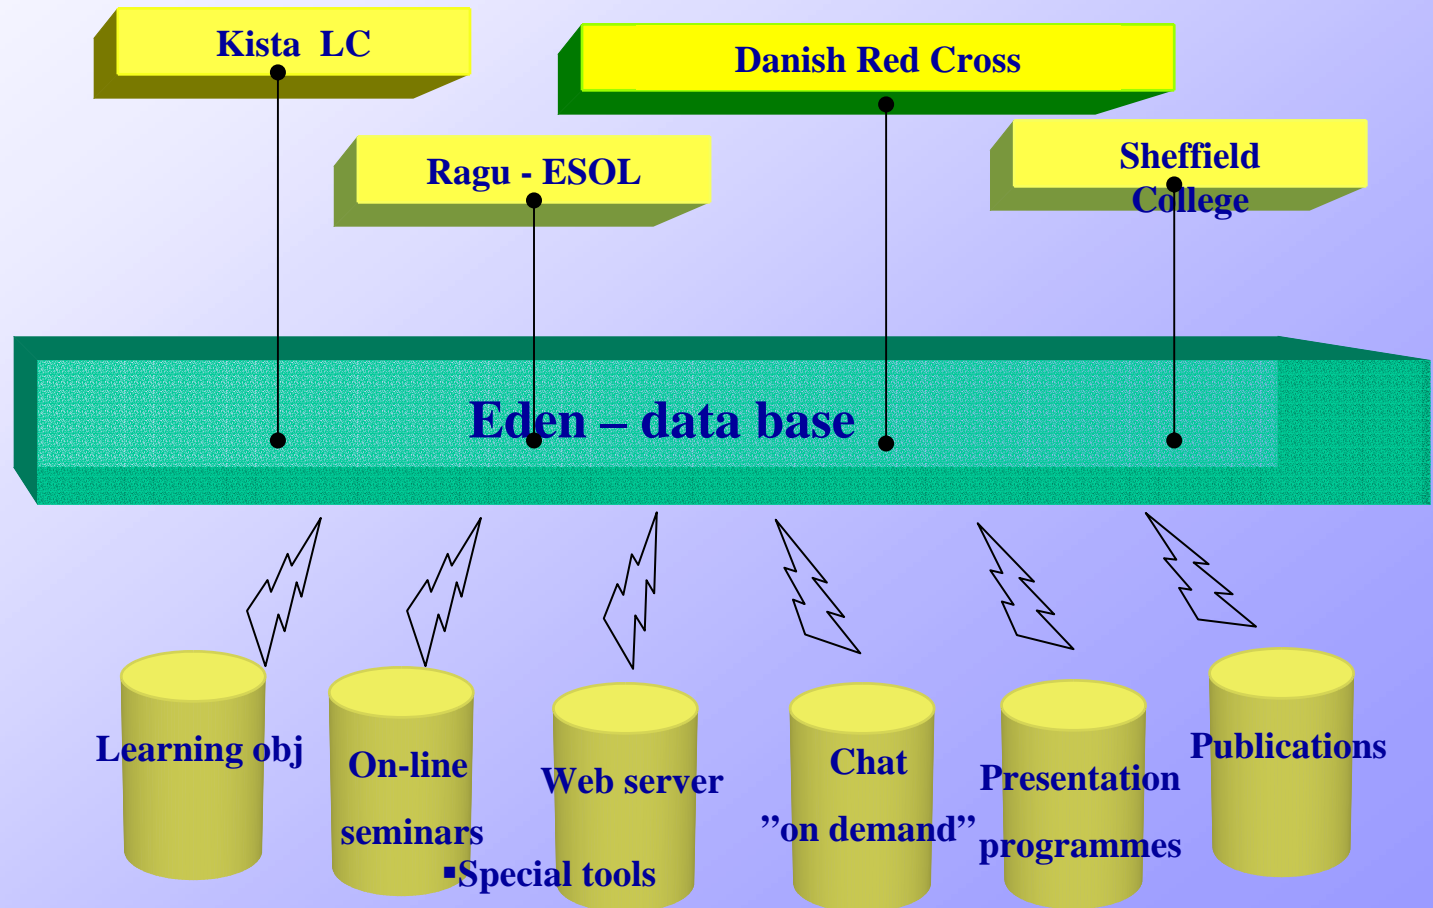 Kista LC
Danish Red Cross
Ragu - ESOL
Sheffield
College
Eden – data base
Learning obj
On-line
seminars
Web server
▪Special tools
Chat
”on demand”
Presentation
programmes
Publications